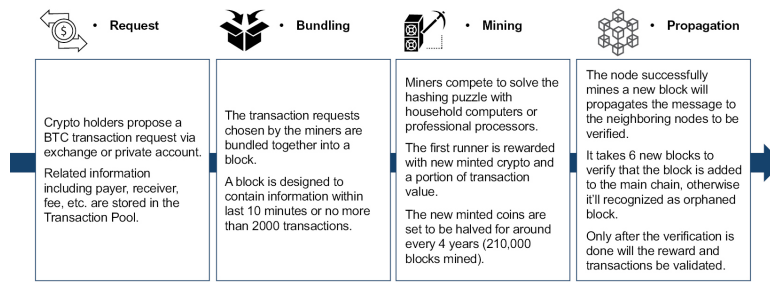 • Request
Crypto holders propose a
BTC transaction request via
exchange or private account.
Related information
including payer, receiver,
fee, etc. are stored in the
Transaction Pool.
• Bundling
The transaction requests
chosen by the miners are
bundled together into a
block.
A block is designed to
contain information within
last 10 minutes or no more
than 2000 transactions.
• Mining
Miners compete to solve the
hashing puzzle with
household computers or
professional processors.
The first runner is rewarded
with new minted crypto and
a portion of transaction
value.
The new minted coins are
set to be halved for around
every 4 years (210,000
blocks mined).
• Propagation
The node successfully
mines a new block will
propagates the message to
the neighboring nodes to be
verified.
It takes 6 new blocks to
verify that the block is added
to the main chain, otherwise
it'll recognized as orphaned
block.
Only after the verification is
done will the reward and
transactions be validated.